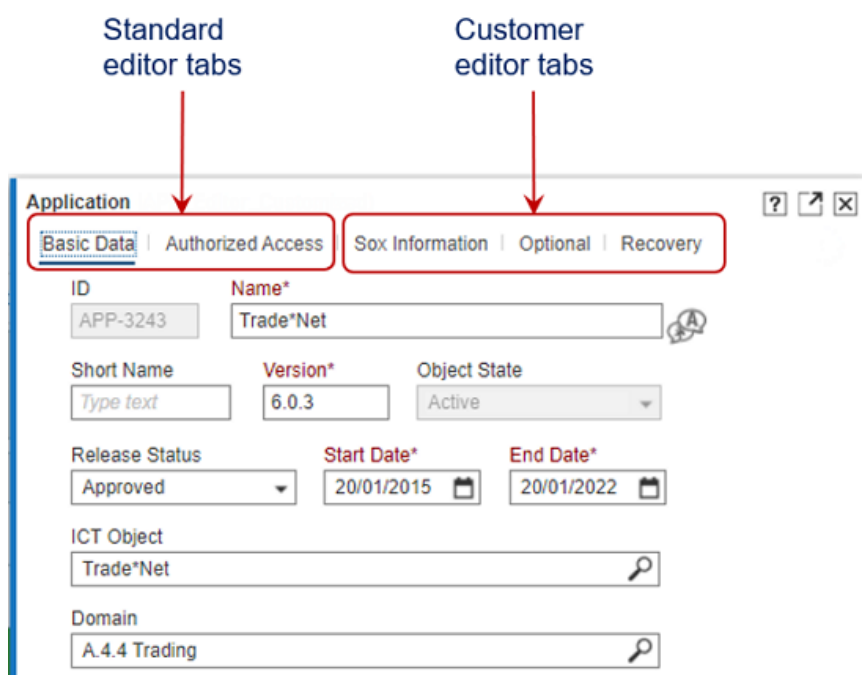 Standard
editor tabs
Customer
editor tabs
Application
?
Basic Data | Authorized Access | Sox Information | Optional | Recovery
ID Name*
APP-3243 Trade*Net
A
Short Name Version* Object State
Type text 6.0.3 Active
Release Status Start Date* End Date*
Approved 20/01/2015 20/01/2022
ICT Object
Trade*Net
Domain
A.4.4 Trading